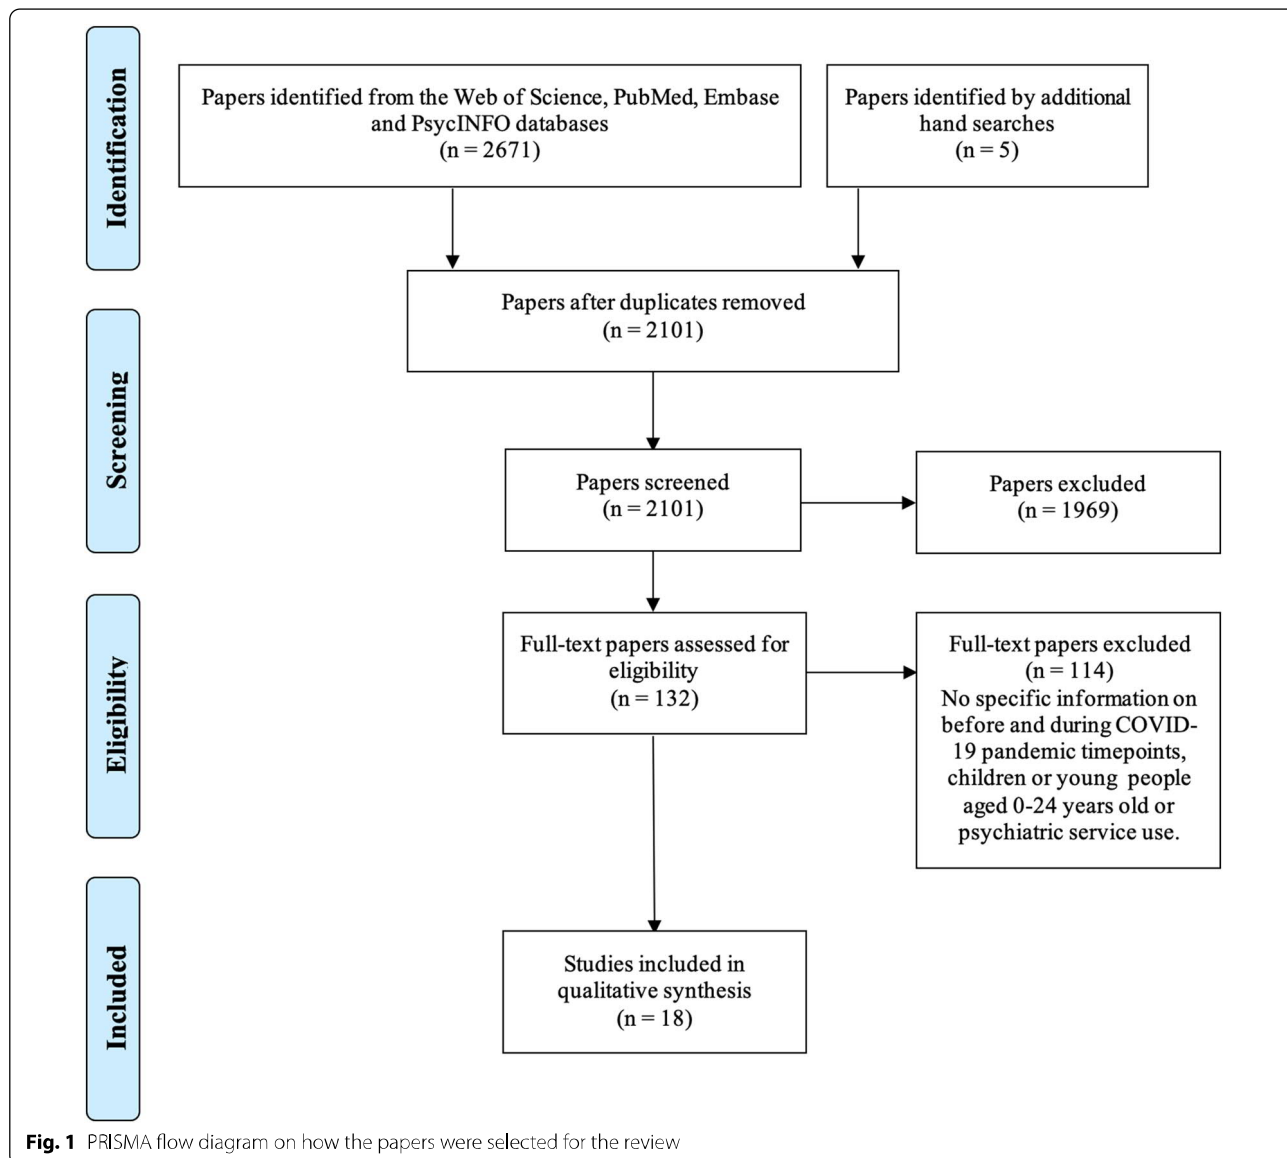 Identification
Papers identified from the Web of Science, PubMed, Embase
and PsycINFO databases
(n = 2671)
Papers identified by additional
hand searches
(n = 5)
Papers after duplicates removed
(n = 2101)
Screening
Papers screened
(n = 2101)
Papers excluded
(n = 1969)
Eligibility
Full-text papers assessed for
eligibility
(n = 132)
Full-text papers excluded
(n = 114)
No specific information on
before and during COVID-
19 pandemic timepoints,
children or young people
aged 0-24 years old or
psychiatric service use.
Included
Studies included in
qualitative synthesis
(n = 18)
Fig. 1 PRISMA flow diagram on how the papers were selected for the review